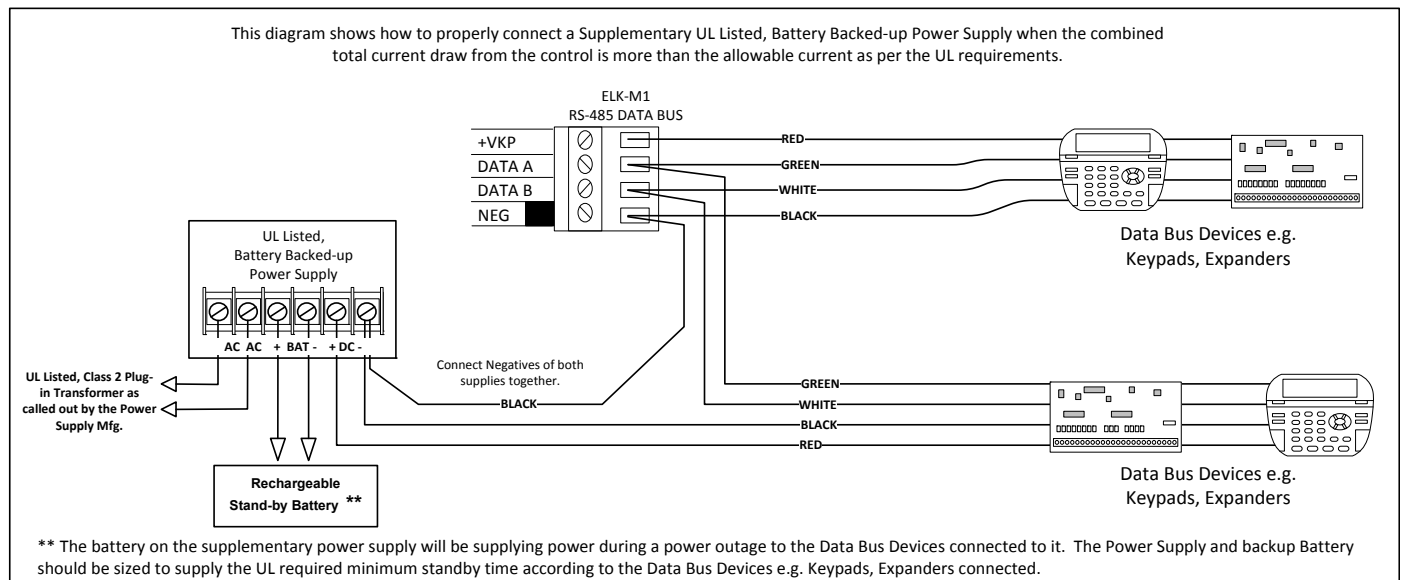 This diagram shows how to properly connect a Supplementary UL Listed, Battery Backed-up Power Supply when the combined
total current draw from the control is more than the allowable current as per the UL requirements.
ELK-M1
RS-485 DATA BUS
+VKP
DATA A
DATA B
NEG
RED
GREEN
WHITE
BLACK
Data Bus Devices e.g.
Keypads, Expanders
UL Listed,
Battery Backed-up
Power Supply
AC AC + BAT - + DC -
UL Listed, Class 2 Plug-
in Transformer as
called out by the Power
Supply Mfg.
Connect Negatives of both
supplies together.
BLACK
GREEN
WHITE
BLACK
RED
Data Bus Devices e.g.
Keypads, Expanders
Rechargeable
Stand-by Battery **
** The battery on the supplementary power supply will be supplying power during a power outage to the Data Bus Devices connected to it. The Power Supply and backup Battery
should be sized to supply the UL required minimum standby time according to the Data Bus Devices e.g. Keypads, Expanders connected.